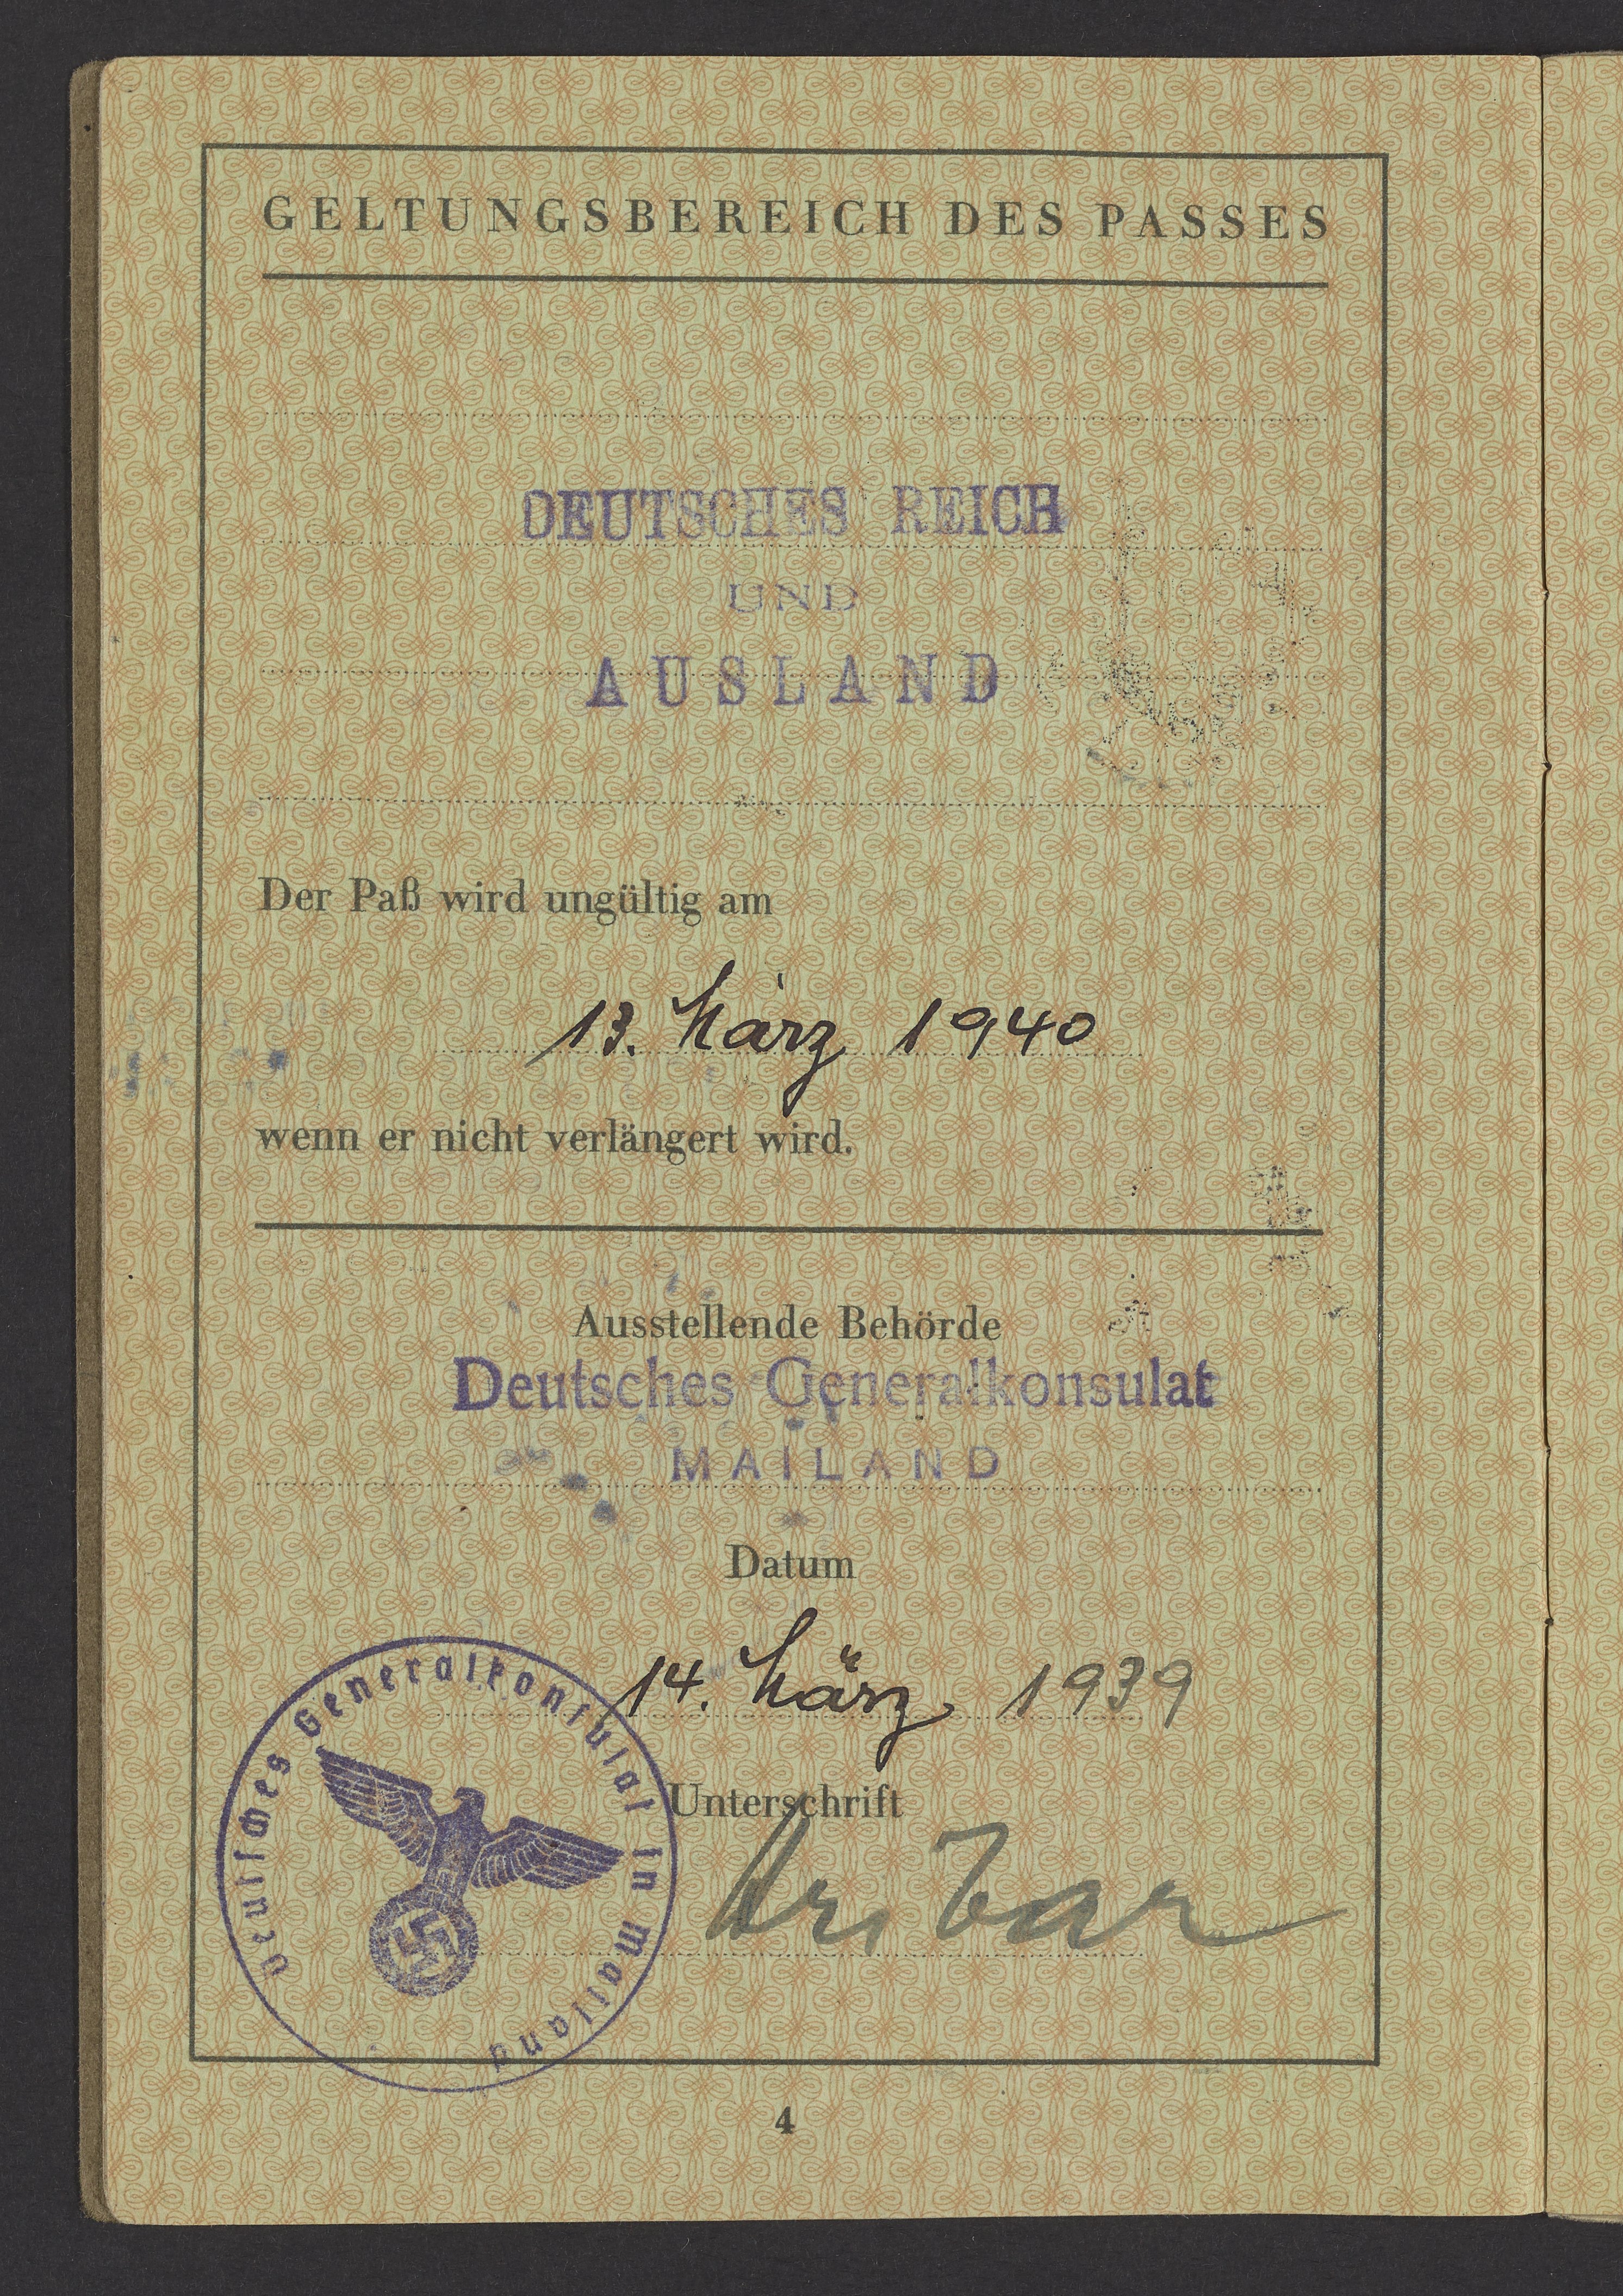 GELTUNGSBEREICH DES PASSES
DEUTSCHES REICH
UND
AUSLAND
Der Paß wird ungültig am
13. März 1940
wenn er nicht verlängert wird.
Ausstellende Behörde
Deutsches Generalkonsulat
MAILAND
Datum
14. März 1939
Unterschrift
Deutsches Generalkonsulat in Mailand
4